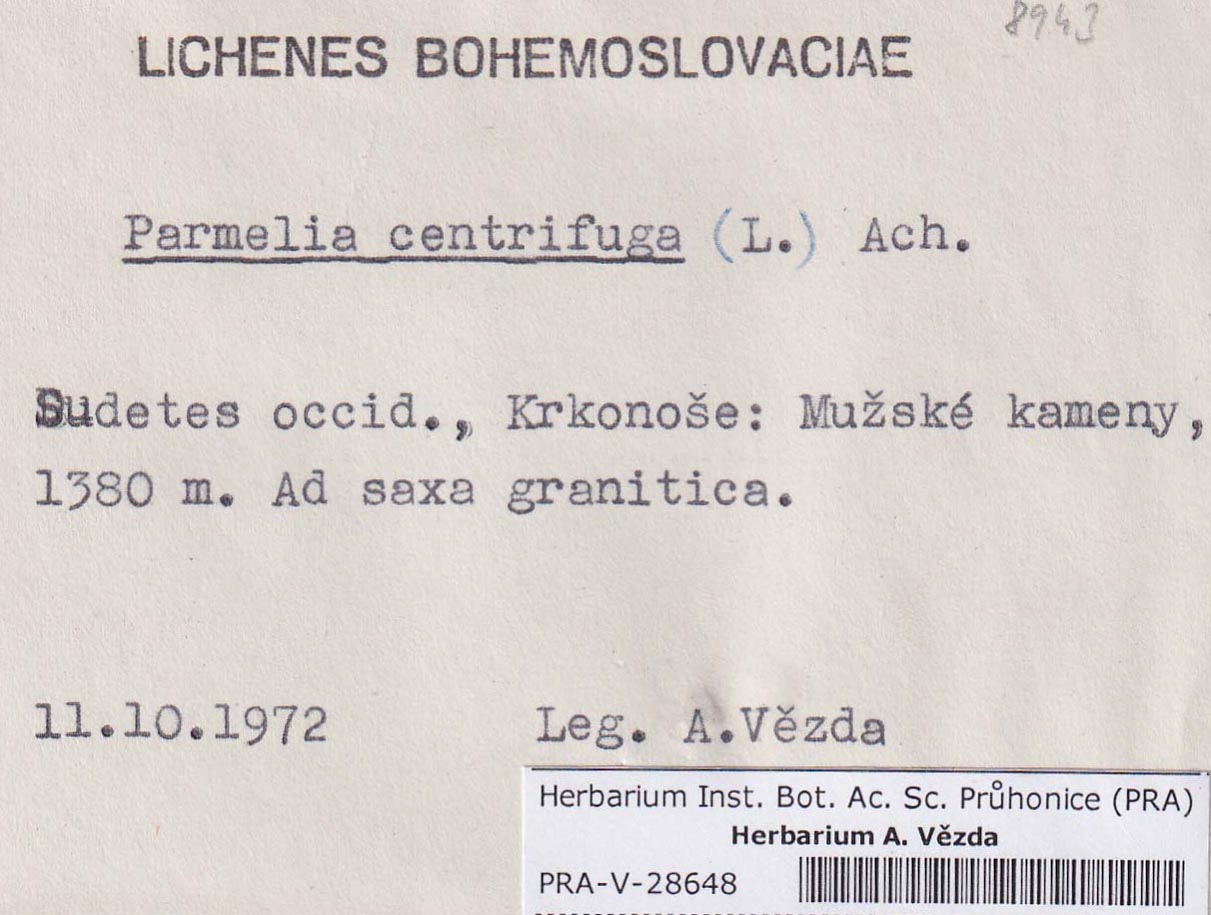 8943
LICHENES BOHEMOSLOVACIAE
Parmelia centrifuga (L.) Ach.
Sudetes occid., Krkonoše: Mužské kameny,
1380 m. Ad saxa granitica.
11.10.1972 Leg. A.Vězda
Herbarium Inst. Bot. Ac. Sc. Průhonice (PRA)
Herbarium A. Vězda
PRA-V-28648